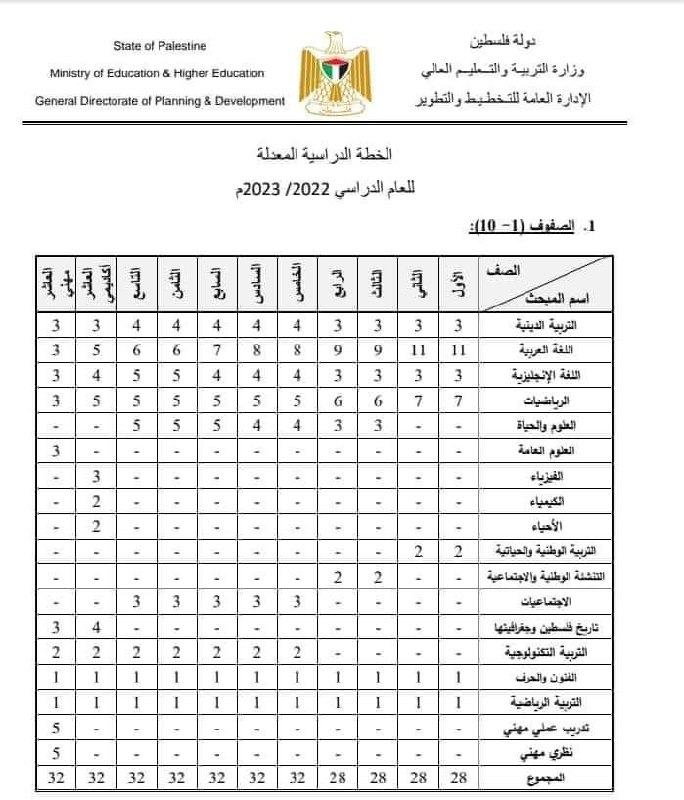 دولة فلسطين
وزارة التربية والتعليم العالي
الإدارة العامة للتخطيط والتطوير
State of Palestine
Ministry of Education & Higher Education
General Directorate of Planning & Development
الخطة الدراسية المعدلة
للعام الدراسي 2022/ 2023م
1. الصفوف (1- 10):
الصف
اسم المبحث
الأول الثاني الثالث الرابع الخامس السادس السابع الثامن التاسع العاشر أكاديمي العاشر مهني
التربية الدينية 3 3 3 3 4 4 4 4 4 3 3
اللغة العربية 11 11 9 9 8 8 7 6 6 5 3
اللغة الإنجليزية 3 3 3 3 4 4 4 5 5 4 3
الرياضيات 7 7 6 6 5 5 5 5 5 5 3
العلوم والحياة - - 3 3 4 4 5 5 5 - -
العلوم العامة - - - - - - - - - - 3
الفيزياء - - - - - - - - - 3 -
الكيمياء - - - - - - - - - 2 -
الأحياء - - - - - - - - - 2 -
التربية الوطنية والحياتية 2 2 - - - - - - - - -
التنشئة الوطنية والاجتماعية - - 2 2 - - - - - - -
الاجتماعيات - - - - 3 3 3 3 3 - -
تاريخ فلسطين وجغرافيتها - - - - - - - - - 4 3
التربية التكنولوجية - - - - 2 2 2 2 2 2 2
الفنون والحرف 1 1 1 1 1 1 1 1 1 1 1
التربية الرياضية 1 1 1 1 1 1 1 1 1 1 1
تدريب عملي مهني - - - - - - - - - - 5
نظري مهني - - - - - - - - - - 5
المجموع 28 28 28 28 32 32 32 32 32 32 32